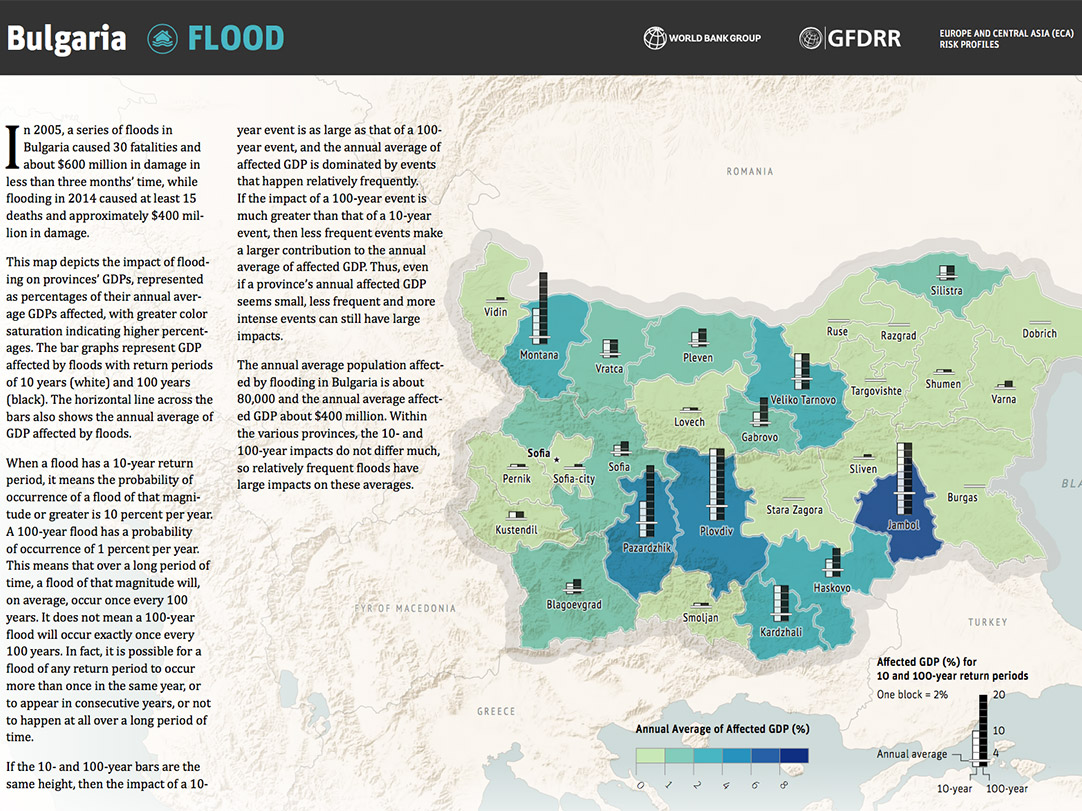 Bulgaria FLOOD
WORLD BANK GROUP
GFDRR
EUROPE AND CENTRAL ASIA (ECA)
RISK PROFILES
In 2005, a series of floods in
Bulgaria caused 30 fatalities and
about $600 million in damage in
less than three months' time, while
flooding in 2014 caused at least 15
deaths and approximately $400 mil-
lion in damage.
This map depicts the impact of flood-
ing on provinces' GDPs, represented
as percentages of their annual aver-
age GDPs affected, with greater color
saturation indicating higher percent-
ages. The bar graphs represent GDP
affected by floods with return periods
of 10 years (white) and 100 years
(black). The horizontal line across the
bars also shows the annual average of
GDP affected by floods.
When a flood has a 10-year return
period, it means the probability of
occurrence of a flood of that magni-
tude or greater is 10 percent per year.
A 100-year flood has a probability
of occurrence of 1 percent per year.
This means that over a long period of
time, a flood of that magnitude will,
on average, occur once every 100
years. It does not mean a 100-year
flood will occur exactly once every
100 years. In fact, it is possible for a
flood of any return period to occur
more than once in the same year, or
to appear in consecutive years, or not
to happen at all over a long period of
time.
If the 10- and 100-year bars are the
same height, then the impact of a 10-
year event is as large as that of a 100-
year event, and the annual average of
affected GDP is dominated by events
that happen relatively frequently.
If the impact of a 100-year event is
much greater than that of a 10-year
event, then less frequent events make
a larger contribution to the annual
average of affected GDP. Thus, even
if a province's annual affected GDP
seems small, less frequent and more
intense events can still have large
impacts.
The annual average population affect-
ed by flooding in Bulgaria is about
80,000 and the annual average affect-
ed GDP about $400 million. Within
the various provinces, the 10- and
100-year impacts do not differ much,
so relatively frequent floods have
large impacts on these averages.
ROMANIA
Silistra
Vidin
Ruse
Razgrad
Dobrich
Montana
Vratca
Pleven
Veliko Tarnovo
Targovishte
Shumen
Varna
Lovech
Gabrovo
Sofia
Pernik
Sofia-city
Sofia
Sliven
Burgas
BLA
Kustendil
Pazardzhik
Plovdiv
Stara Zagora
Jambol
Blagoevgrad
Smoljan
Haskovo
Kardzhali
FYR OF MACEDONIA
TURKEY
GREECE
Affected GDP (%) for
10 and 100-year return periods
One block = 2%
20
10
4
Annual average
10-year 100-year
Annual Average of Affected GDP (%)
0 1 2 4 6 8